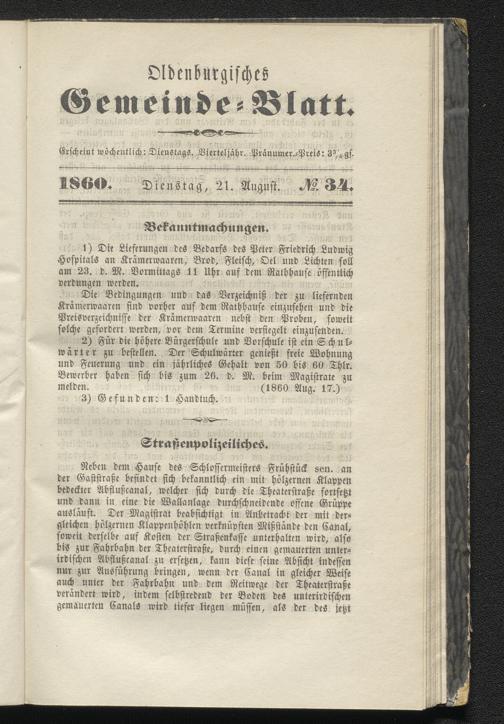 Oldenburgisches
Gemeinde-Blatt.
Erscheint wöchentlich: Dienstags. Vierteljähr. Pränumer.-Preis: 3¾ gſ.
1860. Dienstag, 21. August. № 34.
Bekanntmachungen.
1) Die Lieferungen des Bedarfs des Peter Friedrich Ludwig
Hospitals an Krämerwaaren, Brod, Fleisch, Oel und Lichten soll
am 23. d. M. Vormittags 11 Uhr auf dem Rathhause öffentlich
verdungen werden.
Die Bedingungen und das Verzeichniß der zu liefernden
Krämerwaaren sind vorher auf dem Rathhause einzusehen und die
Preisverzeichnisse der Krämerwaaren nebst den Proben, soweit
solche gefordert werden, vor dem Termine versiegelt einzusenden.
2) Für die höhere Bürgerschule und Vorschule ist ein Schul-
wärter zu bestellen. Der Schulwärter genießt freie Wohnung
und Feuerung und ein jährliches Gehalt von 50 bis 60 Thlr.
Bewerber haben sich bis zum 26. d. M. beim Magistrate zu
melden. (1860 Aug. 17.)
3) Gefunden: 1 Handtuch.
Straßenpolizeiliches.
Neben dem Hause des Schlossermeisters Frühstück sen. an
der Gaststraße befindet sich bekanntlich ein mit hölzernen Klappen
bedeckter Abflußcanal, welcher sich durch die Theaterstraße fortsetzt
und dann in eine die Wallanlage durchschneidende offene Grüppe
ausläuft. Der Magistrat beabsichtigt in Anbetracht der mit der-
gleichen hölzernen Klappenhöhlen verknüpften Mißstände den Canal,
soweit derselbe auf Kosten der Straßenkasse unterhalten wird, also
bis zur Fahrbahn der Theaterstraße, durch einen gemauerten unter-
irdischen Abflußcanal zu ersetzen, kann diese seine Absicht indessen
nur zur Ausführung bringen, wenn der Canal in gleicher Weise
auch unter der Fahrbahn und dem Reitwege der Theaterstraße
verändert wird, indem selbstredend der Boden des unterirdischen
gemauerten Canals wird tiefer liegen müssen, als der des jetzt